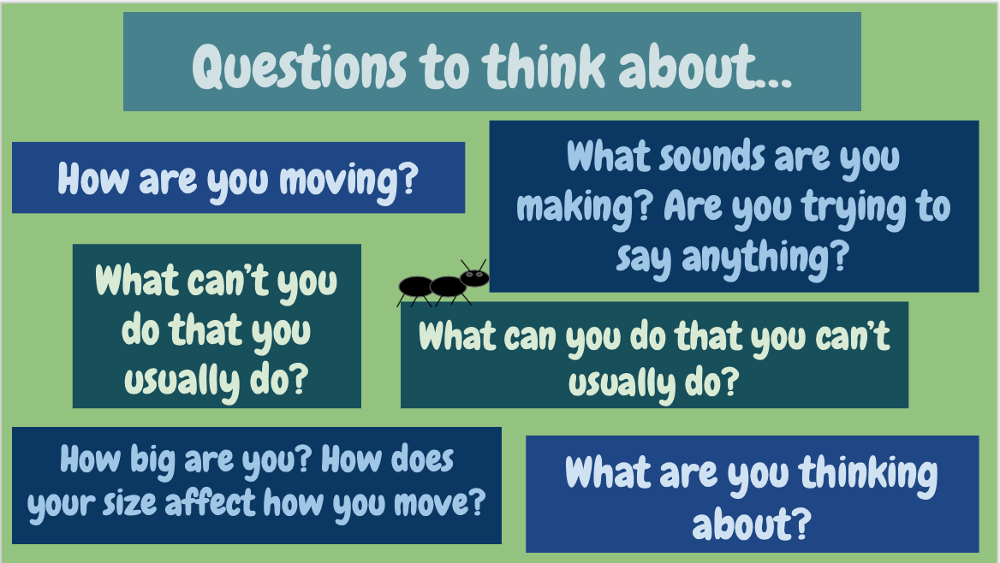 Questions to think about...
How are you moving?
What sounds are you
making? Are you trying to
say anything?
What can't you
do that you
usually do?
What can you do that you can't
usually do?
How big are you? How does
your size affect how you move?
What are you thinking
about?